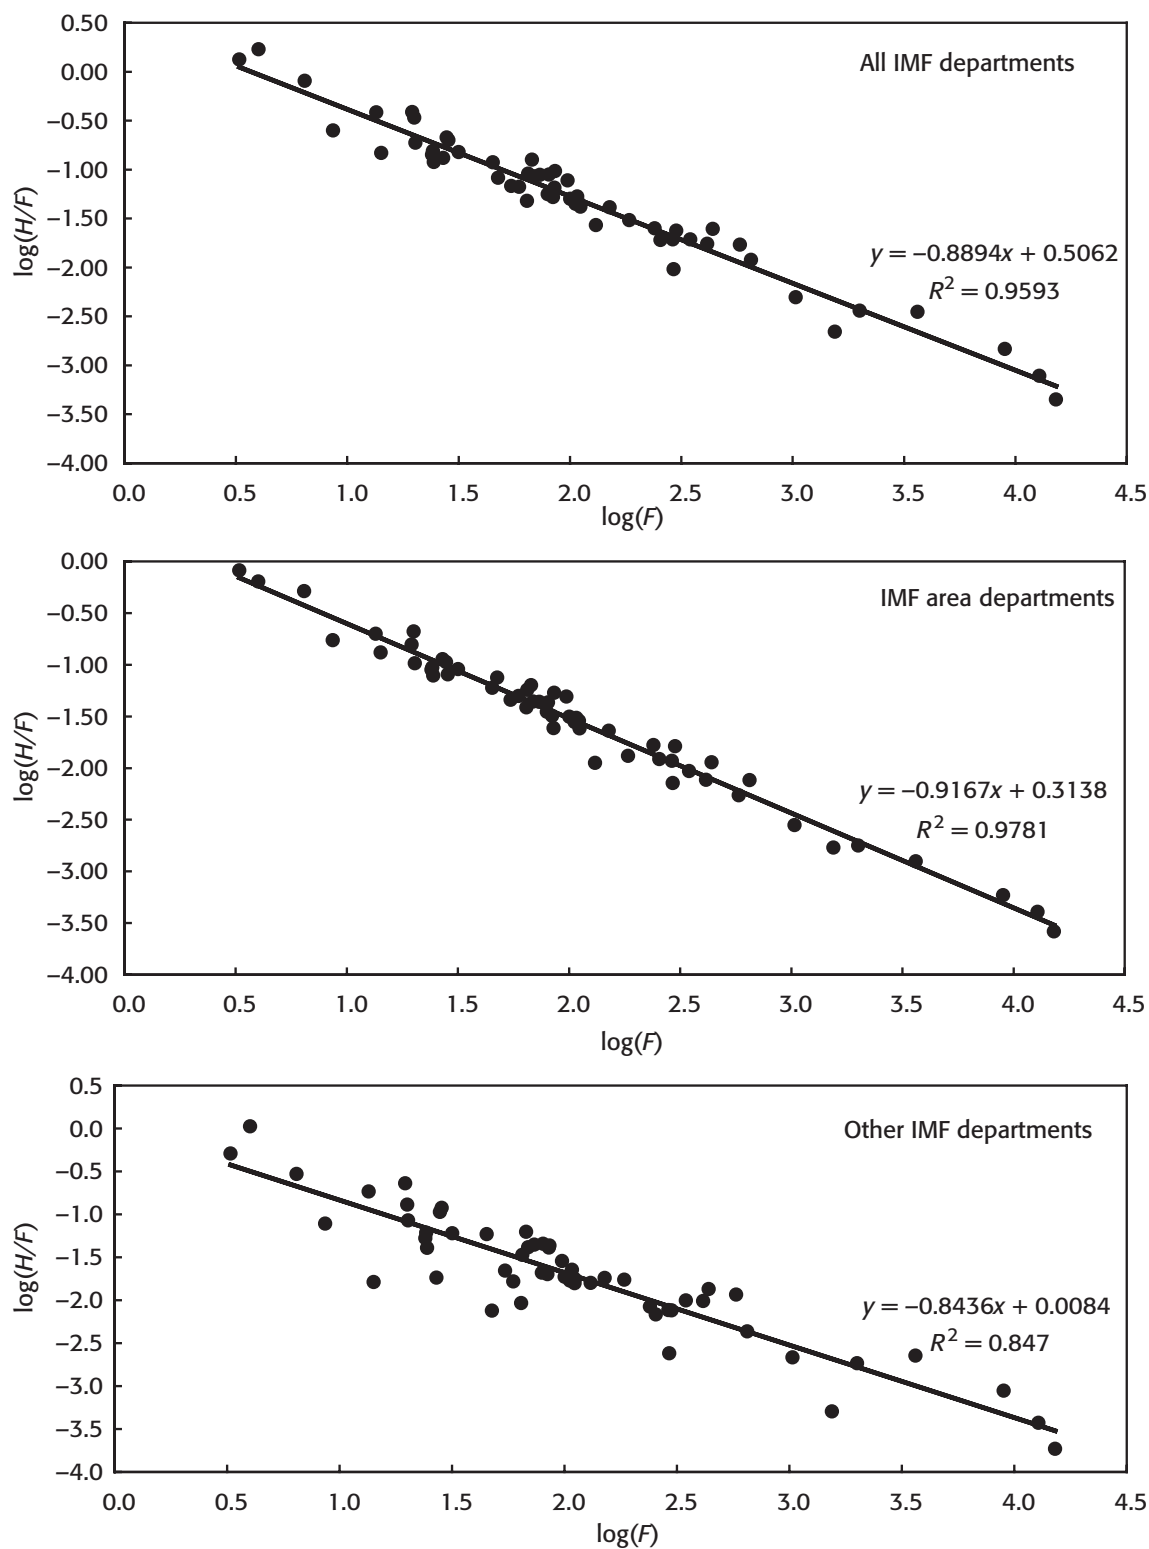 0.50
All IMF departments
0.00
−0.50
−1.00
−1.50
−2.00
−2.50
−3.00
−3.50
−4.00
log(H/F)
y = −0.8894x + 0.5062
R² = 0.9593
0.0 0.5 1.0 1.5 2.0 2.5 3.0 3.5 4.0 4.5
log(F)
0.00
IMF area departments
−0.50
−1.00
−1.50
−2.00
−2.50
−3.00
−3.50
−4.00
log(H/F)
y = −0.9167x + 0.3138
R² = 0.9781
0.0 0.5 1.0 1.5 2.0 2.5 3.0 3.5 4.0 4.5
log(F)
0.5
Other IMF departments
0.0
−0.5
−1.0
−1.5
−2.0
−2.5
−3.0
−3.5
−4.0
log(H/F)
y = −0.8436x + 0.0084
R² = 0.847
0.0 0.5 1.0 1.5 2.0 2.5 3.0 3.5 4.0 4.5
log(F)